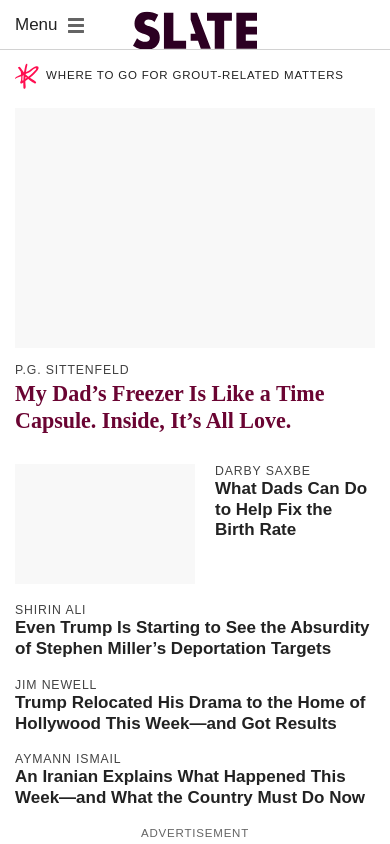 Menu
SLATE
WHERE TO GO FOR GROUT-RELATED MATTERS
P.G. SITTENFELD
My Dad’s Freezer Is Like a Time
Capsule. Inside, It’s All Love.
DARBY SAXBE
What Dads Can Do
to Help Fix the
Birth Rate
SHIRIN ALI
Even Trump Is Starting to See the Absurdity
of Stephen Miller’s Deportation Targets
JIM NEWELL
Trump Relocated His Drama to the Home of
Hollywood This Week—and Got Results
AYMANN ISMAIL
An Iranian Explains What Happened This
Week—and What the Country Must Do Now
ADVERTISEMENT